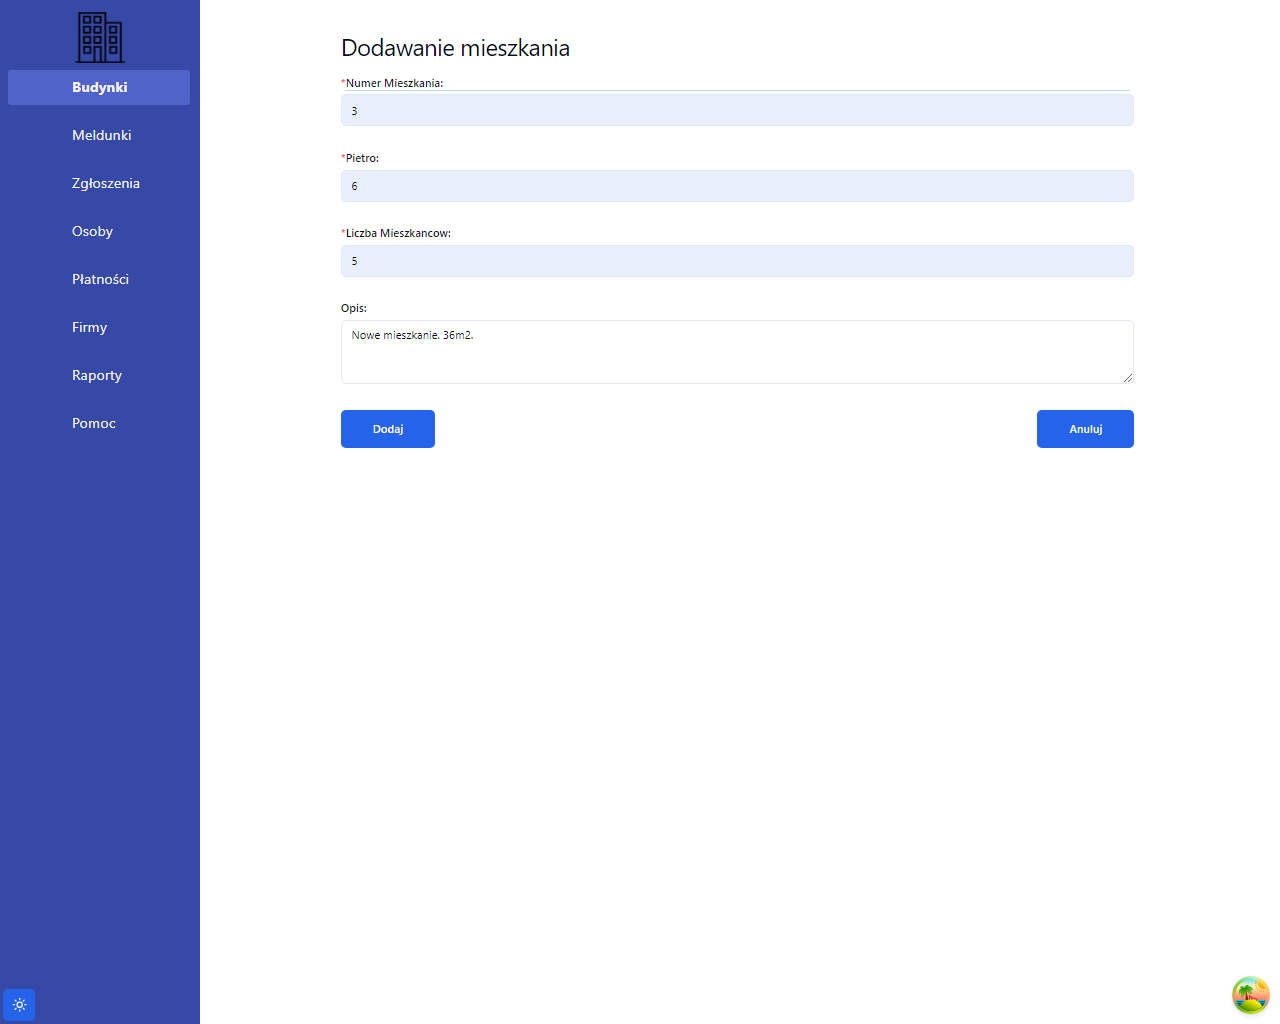 Budynki
Meldunki
Zgłoszenia
Osoby
Płatności
Firmy
Raporty
Pomoc
Dodawanie mieszkania
*Numer Mieszkania:
3
*Pietro:
6
*Liczba Mieszkancow:
5
Opis:
Nowe mieszkanie. 36m2.
Dodaj
Anuluj